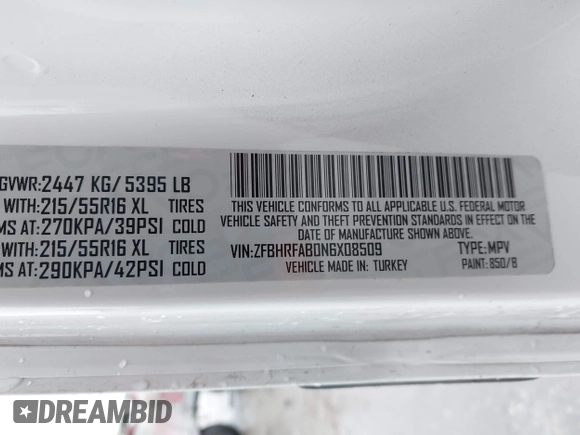 GVWR:2447 KG/ 5395 LB
WITH:215/55R16 XL TIRES
MS AT:270KPA/39PSI COLD
WITH:215/55R16 XL TIRES
MS AT:290KPA/42PSI COLD
THIS VEHICLE CONFORMS TO ALL APPLICABLE U.S. FEDERAL MOTOR
VEHICLE SAFETY AND THEFT PREVENTION STANDARDS IN EFFECT ON THE
DATE OF MANUFACTURE SHOWN ABOVE.
VIN:ZFBHRFAB0N6X08509 TYPE: MPV
VEHICLE MADE IN: TURKEY PAINT: 850/B
DREAMBID